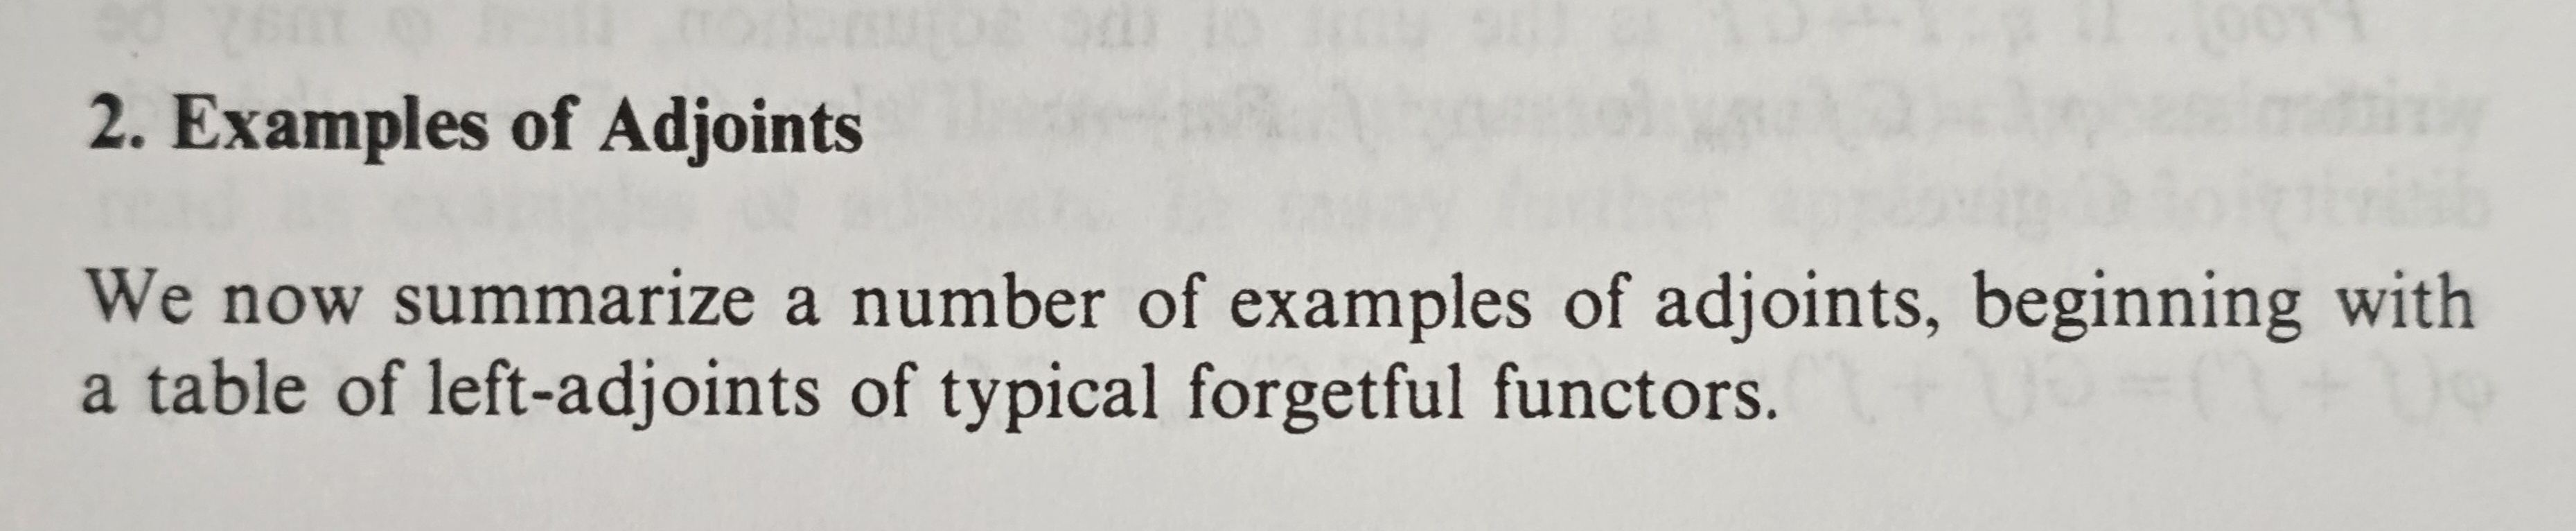 2. Examples of Adjoints
We now summarize a number of examples of adjoints, beginning with
a table of left-adjoints of typical forgetful functors.